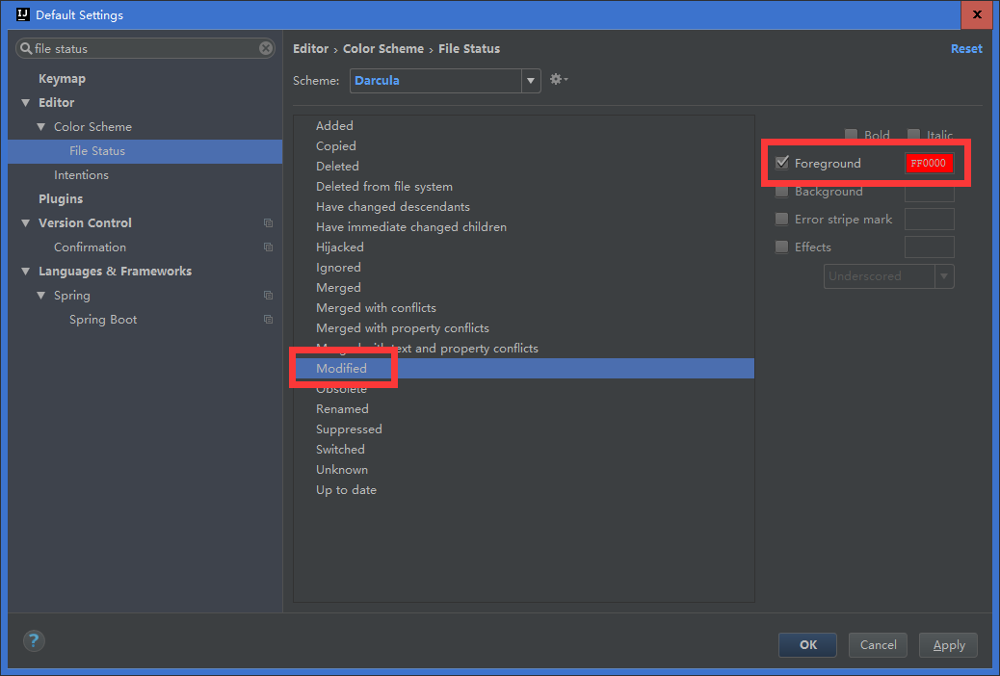 IJ Default Settings
file status
Keymap
Editor
Color Scheme
File Status
Intentions
Plugins
Version Control
Confirmation
Languages & Frameworks
Spring
Spring Boot
Editor › Color Scheme › File Status
Reset
Scheme: Darcula
Added
Copied
Deleted
Deleted from file system
Have changed descendants
Have immediate changed children
Hijacked
Ignored
Merged
Merged with conflicts
Merged with property conflicts
Merged with text and property conflicts
Modified
Obsolete
Renamed
Suppressed
Switched
Unknown
Up to date
Bold Italic
Foreground FF0000
Background
Error stripe mark
Effects
Underscored
?
OK Cancel Apply